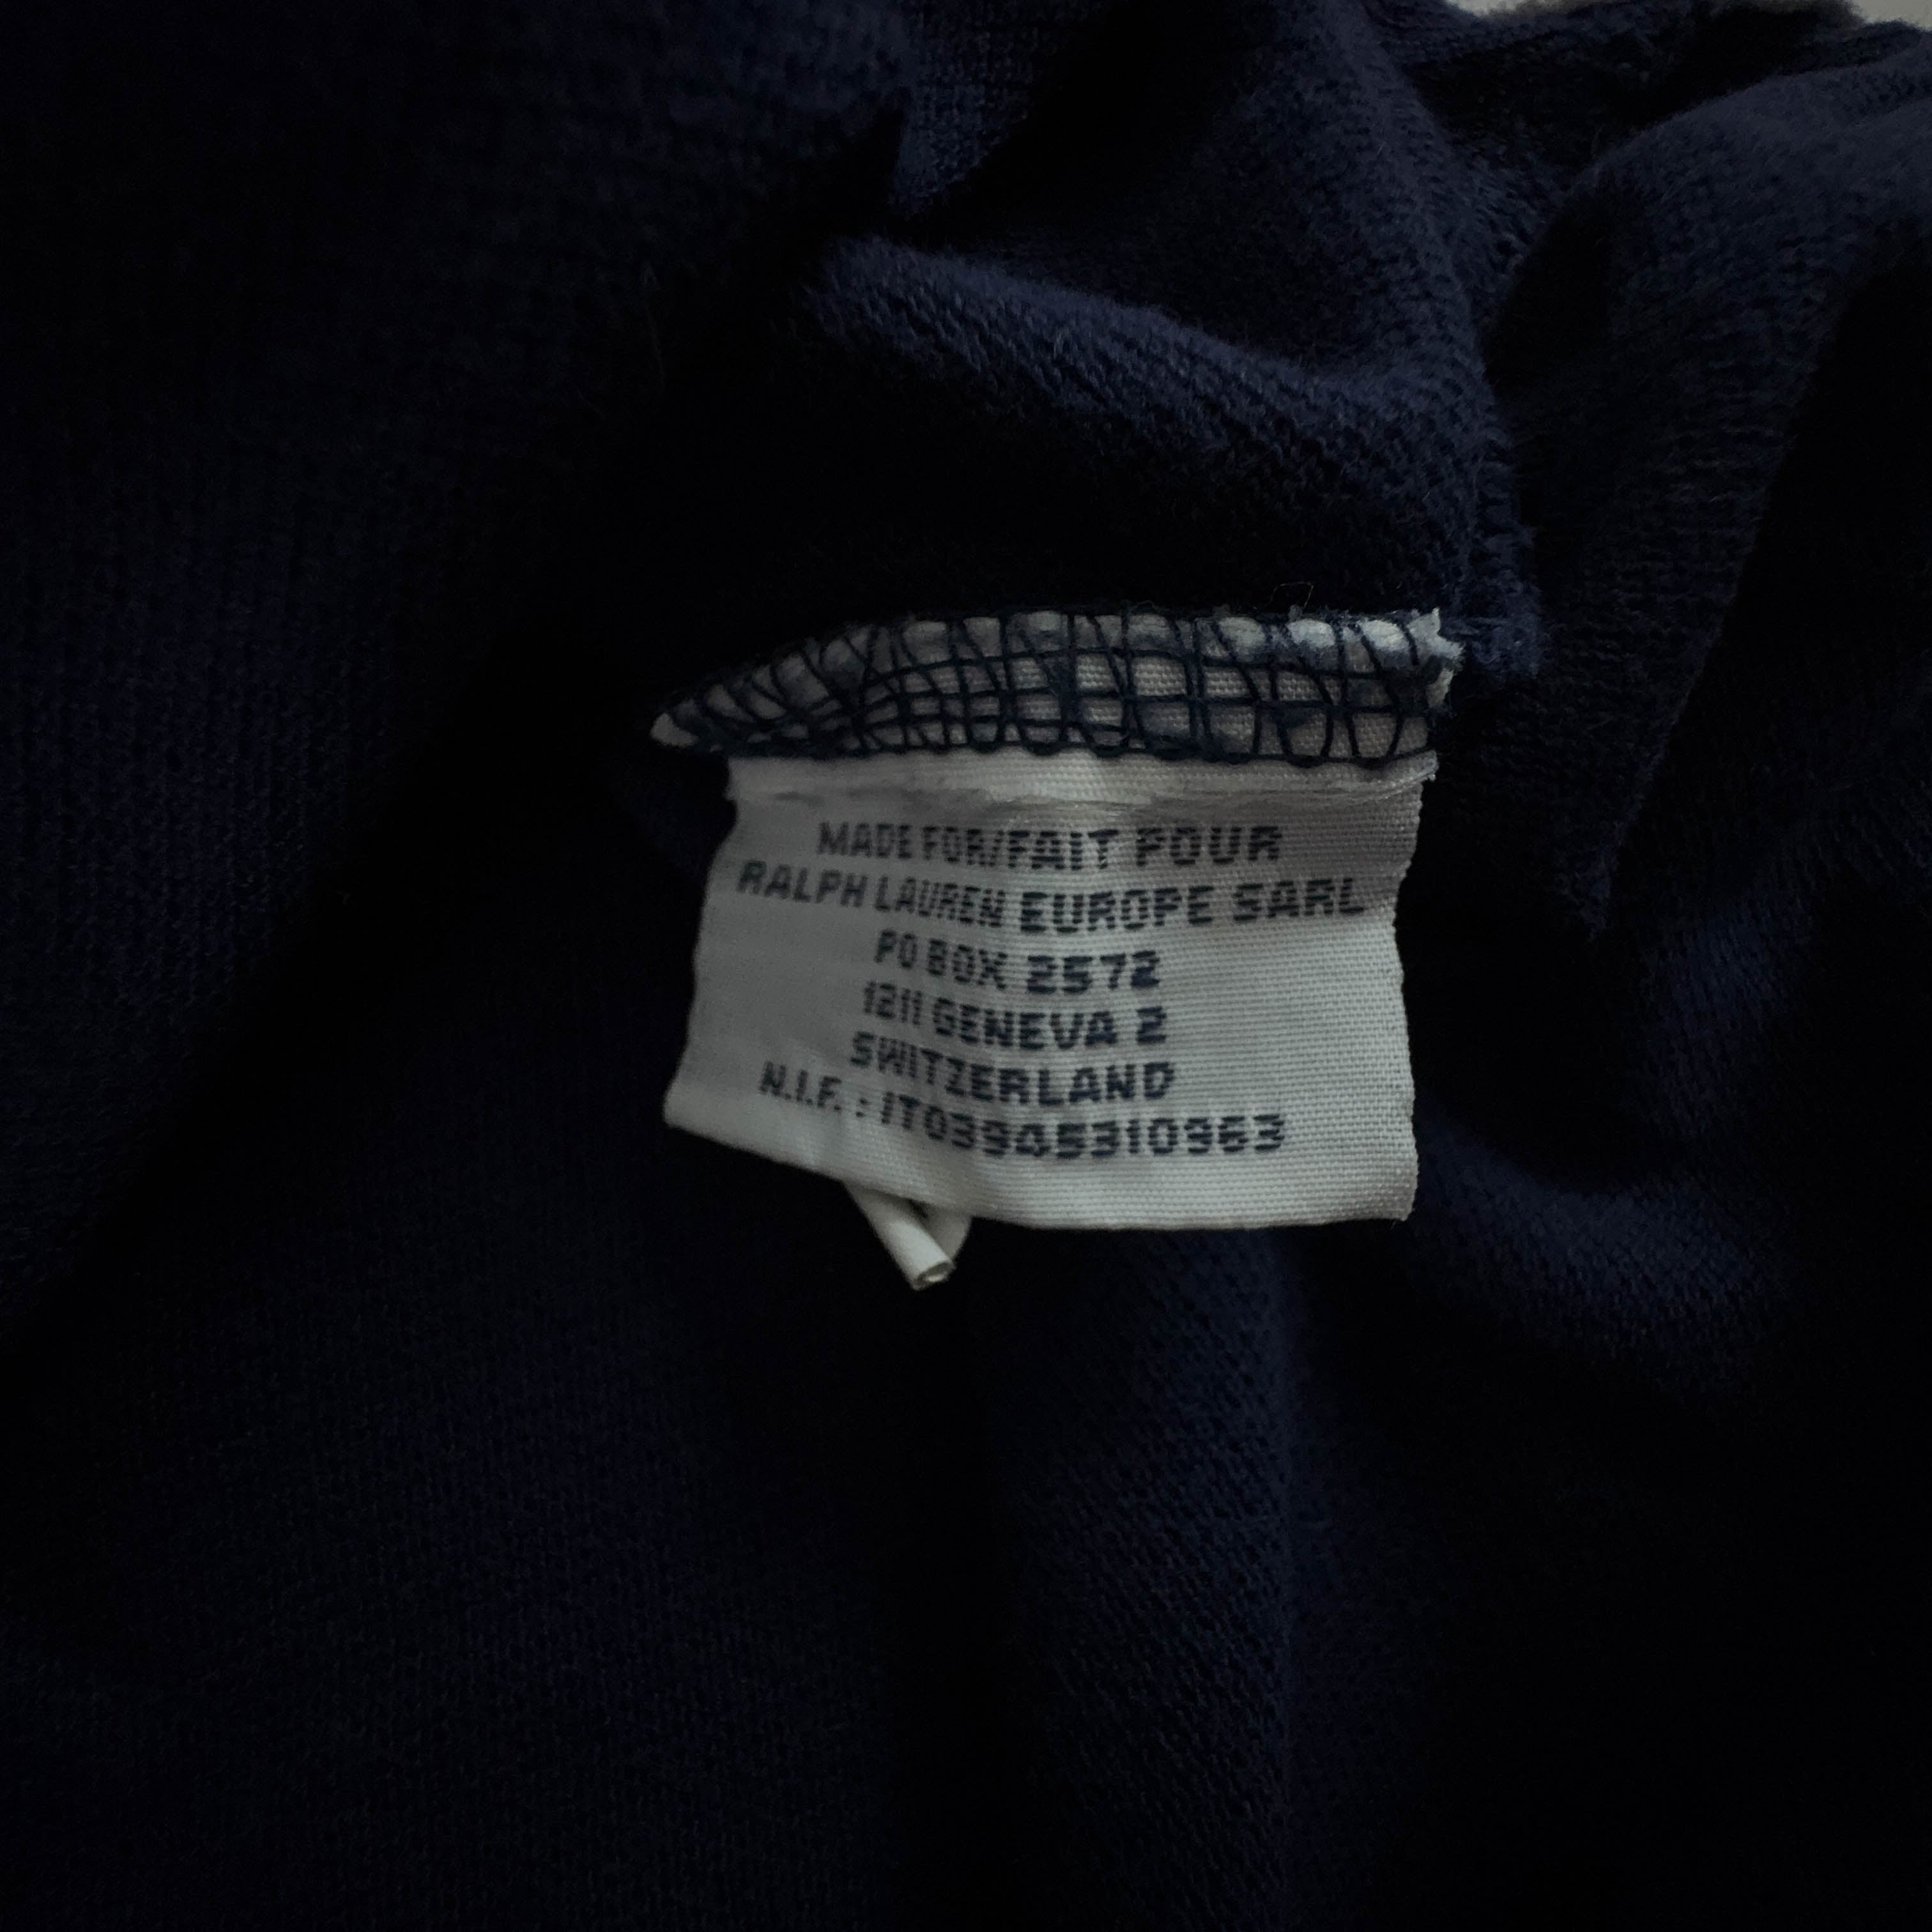 MADE FOR/FAIT POUR
RALPH LAUREN EUROPE SARL
PO BOX 2572
1211 GENEVA 2
SWITZERLAND
N.I.F. : IT03945310963